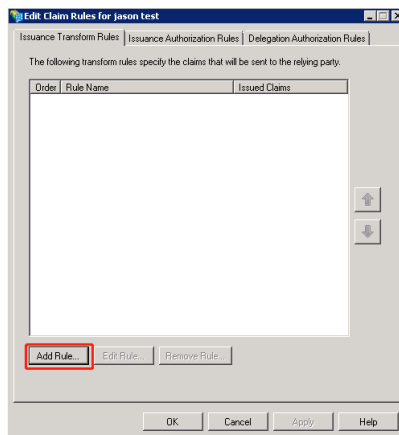 Edit Claim Rules for jason test
Issuance Transform Rules Issuance Authorization Rules Delegation Authorization Rules
The following transform rules specify the claims that will be sent to the relying party.
Order Rule Name Issued Claims
Add Rule... Edit Rule... Remove Rule...
OK Cancel Apply Help